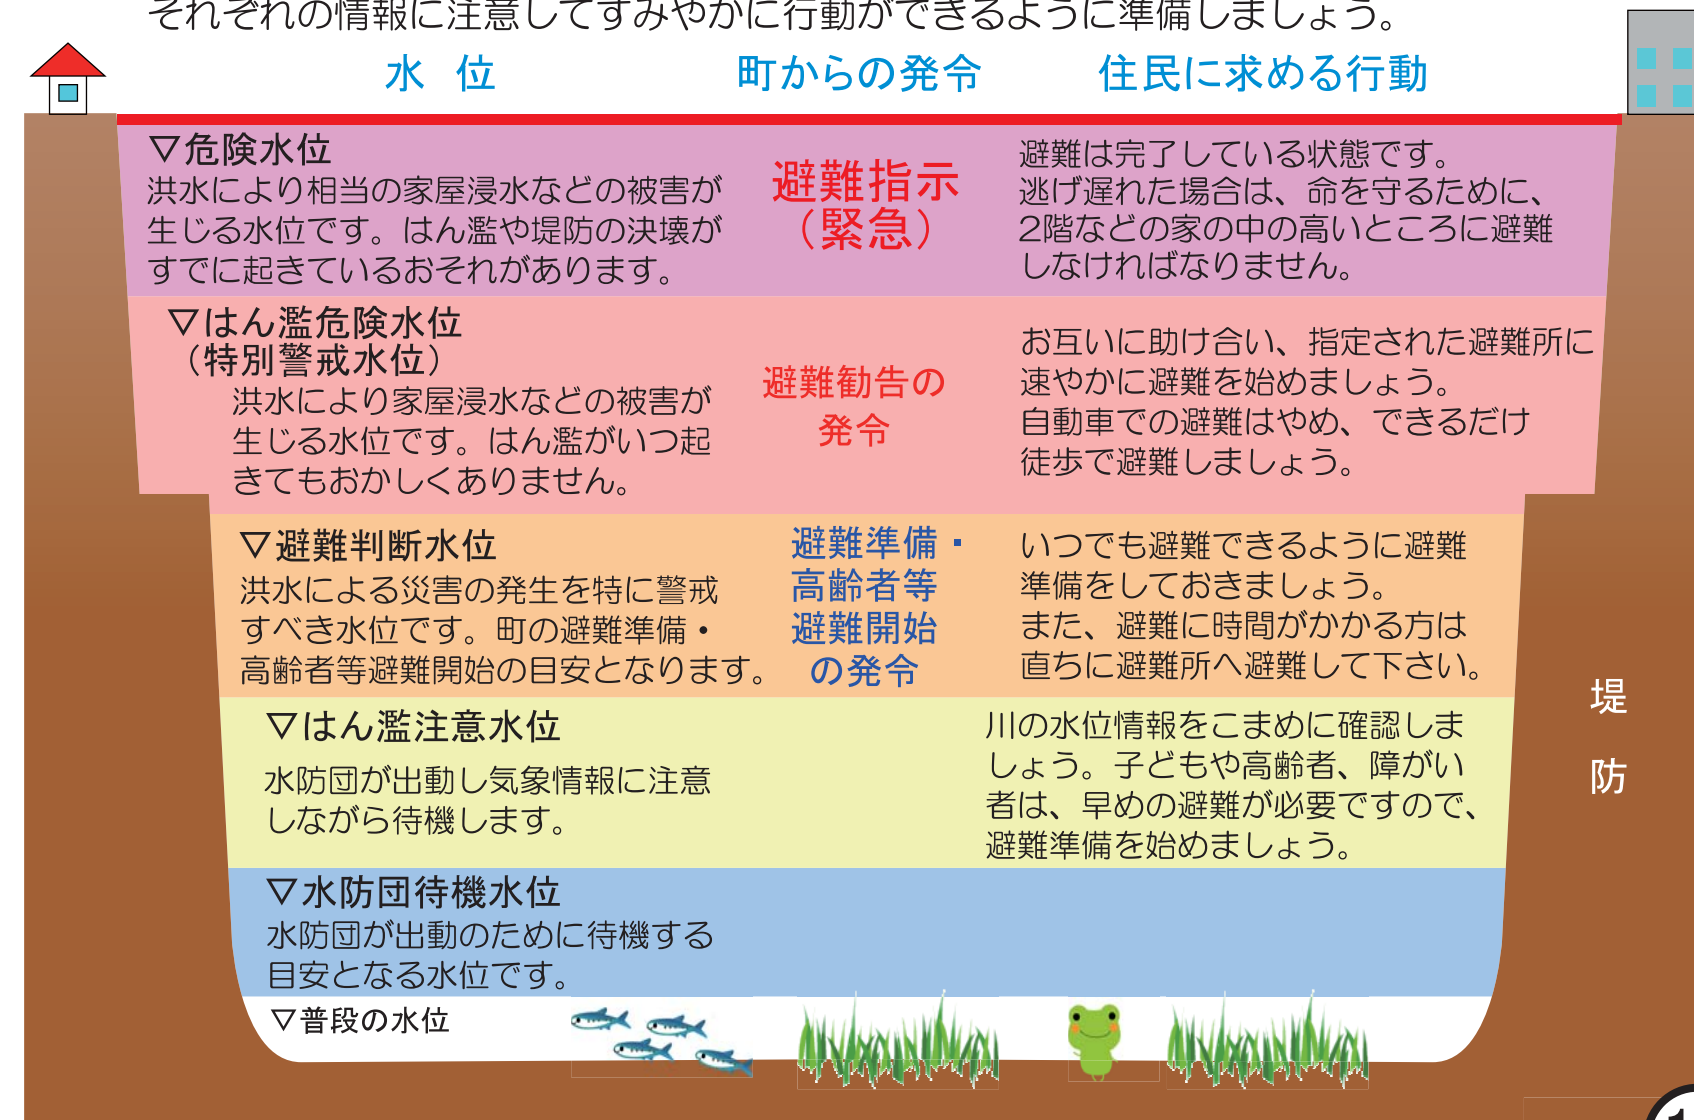 それぞれの情報に注意してすみやかに行動ができるように準備しましょう。
水 位 町からの発令 住民に求める行動
▽危険水位
洪水により相当の家屋浸水などの被害が
生じる水位です。はん濫や堤防の決壊が
すでに起きているおそれがあります。
避難指示
（緊急）
避難は完了している状態です。
逃げ遅れた場合は、命を守るために、
2階などの家の中の高いところに避難
しなければなりません。
▽はん濫危険水位
（特別警戒水位）
洪水により家屋浸水などの被害が
生じる水位です。はん濫がいつ起
きてもおかしくありません。
避難勧告の
発令
お互いに助け合い、指定された避難所に
速やかに避難を始めましょう。
自動車での避難はやめ、できるだけ
徒歩で避難しましょう。
▽避難判断水位
洪水による災害の発生を特に警戒
すべき水位です。町の避難準備・
高齢者等避難開始の目安となります。
避難準備・
高齢者等
避難開始
の発令
いつでも避難できるように避難
準備をしておきましょう。
また、避難に時間がかかる方は
直ちに避難所へ避難して下さい。
▽はん濫注意水位
水防団が出動し気象情報に注意
しながら待機します。
川の水位情報をこまめに確認しま
しょう。子どもや高齢者、障がい
者は、早めの避難が必要ですので、
避難準備を始めましょう。
▽水防団待機水位
水防団が出動のために待機する
目安となる水位です。
▽普段の水位
堤
防